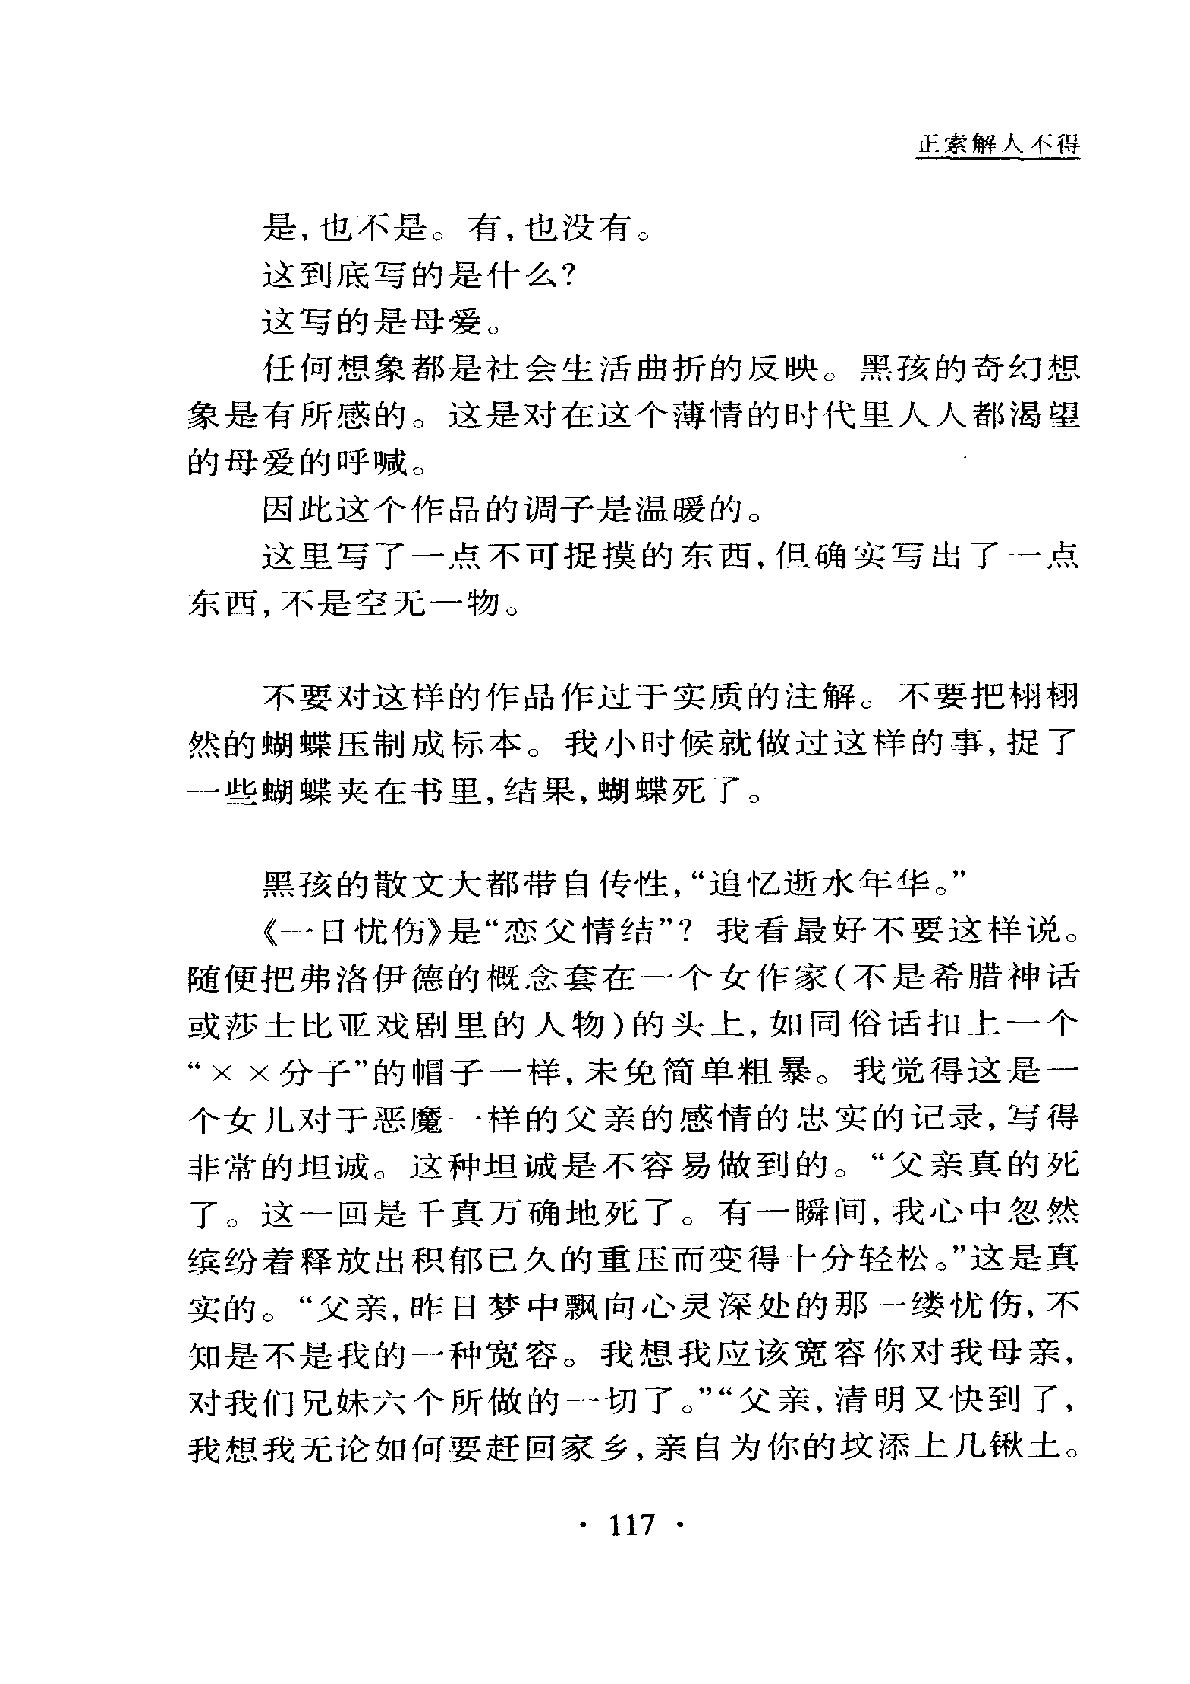 正索解人不得
是,也不是。有,也没有。
这到底写的是什么?
这写的是母爱。
任何想象都是社会生活曲折的反映。黑孩的奇幻想
象是有所感的。这是对在这个薄情的时代里人人都渴望
的母爱的呼喊。
因此这个作品的调子是温暖的。
这里写了一点不可捉摸的东西,但确实写出了一点
东西,不是空无一物。
不要对这样的作品作过于实质的注解。不要把栩栩
然的蝴蝶压制成标本。我小时候就做过这样的事,捉了
一些蝴蝶夹在书里,结果,蝴蝶死了。
黑孩的散文大都带自传性,“追忆逝水年华。”
《一日忧伤》是“恋父情结”?我看最好不要这样说。
随便把弗洛伊德的概念套在一个女作家(不是希腊神话
或莎士比亚戏剧里的人物)的头上,如同俗话扣上一个
“××分子”的帽子一样,未免简单粗暴。我觉得这是一
个女儿对于恶魔一样的父亲的感情的忠实的记录,写得
非常的坦诚。这种坦诚是不容易做到的。“父亲真的死
了。这一回是千真万确地死了。有一瞬间,我心中忽然
缤纷着释放出积郁已久的重压而变得十分轻松。”这是真
实的。“父亲,昨日梦中飘向心灵深处的那一缕忧伤,不
知是不是我的一种宽容。我想我应该宽容你对我母亲,
对我们兄妹六个所做的一切了。”“父亲,清明又快到了,
我想我无论如何要赶回家乡,亲自为你的坟添上几锹土。
· 117 ·